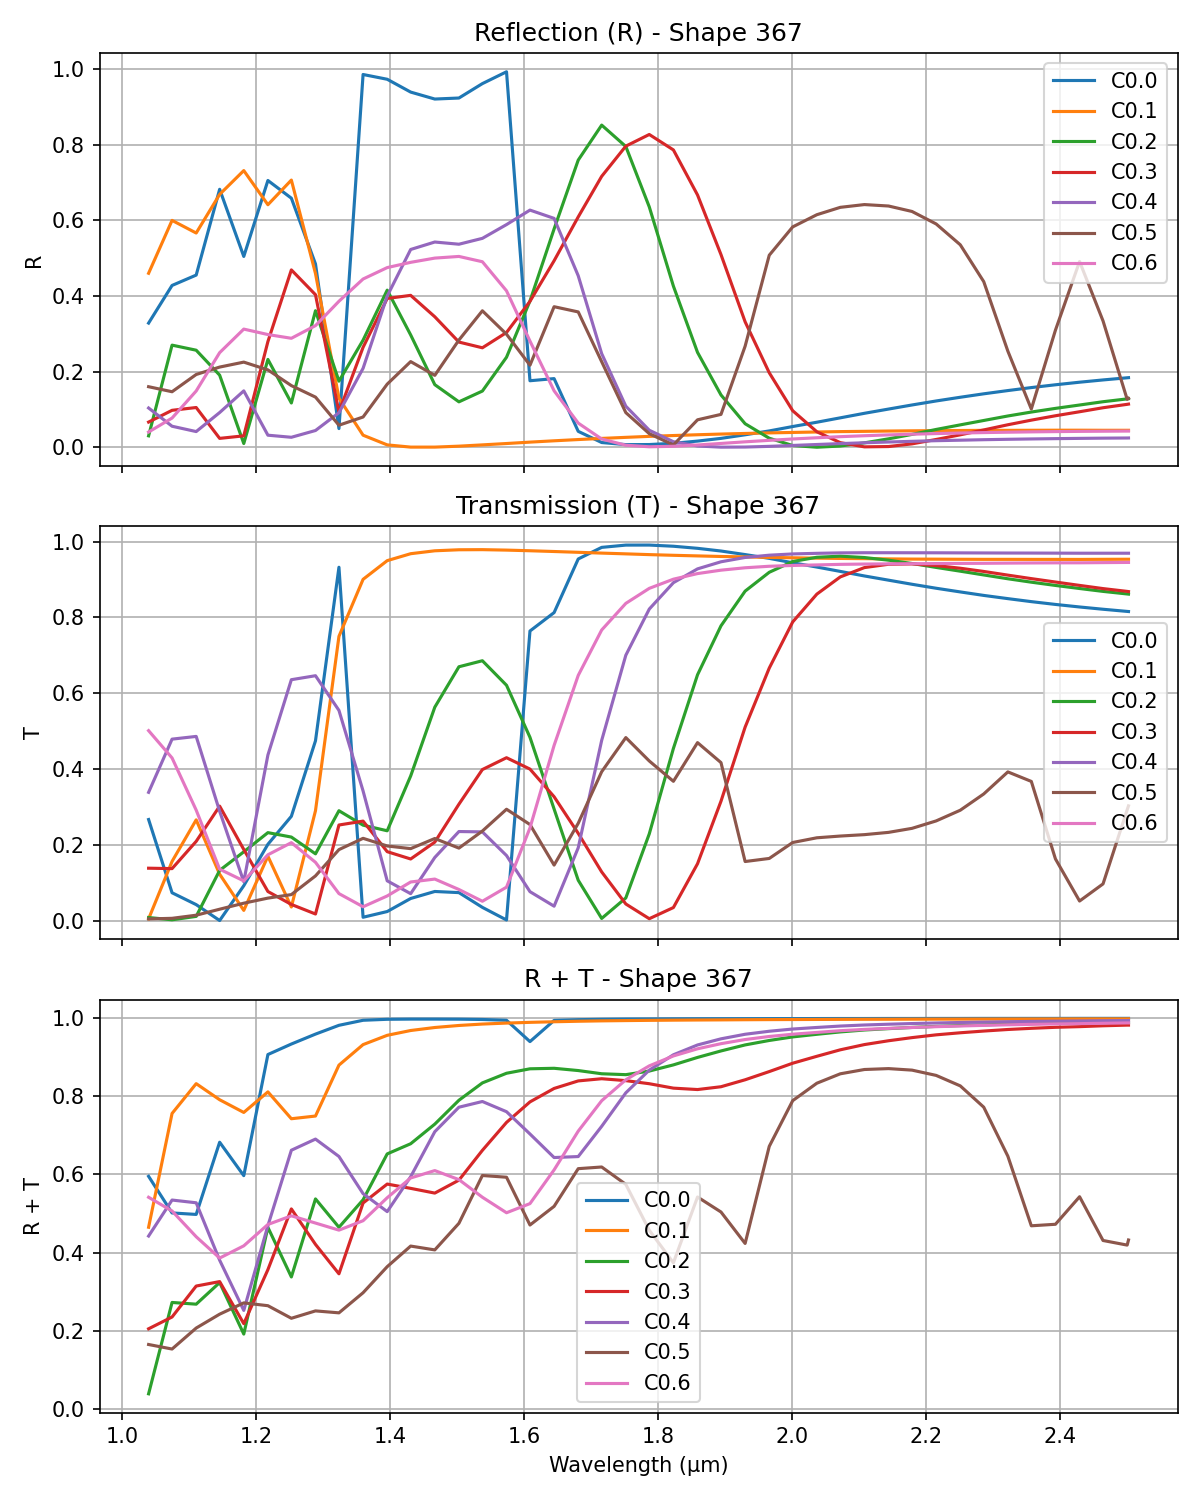 Reflection (R) - Shape 367
1.0
0.8
0.6
0.4
0.2
0.0
R
C0.0
C0.1
C0.2
C0.3
C0.4
C0.5
C0.6
Transmission (T) - Shape 367
1.0
0.8
0.6
0.4
0.2
0.0
T
C0.0
C0.1
C0.2
C0.3
C0.4
C0.5
C0.6
R + T - Shape 367
1.0
0.8
0.6
0.4
0.2
0.0
R + T
C0.0
C0.1
C0.2
C0.3
C0.4
C0.5
C0.6
1.0 1.2 1.4 1.6 1.8 2.0 2.2 2.4
Wavelength (μm)